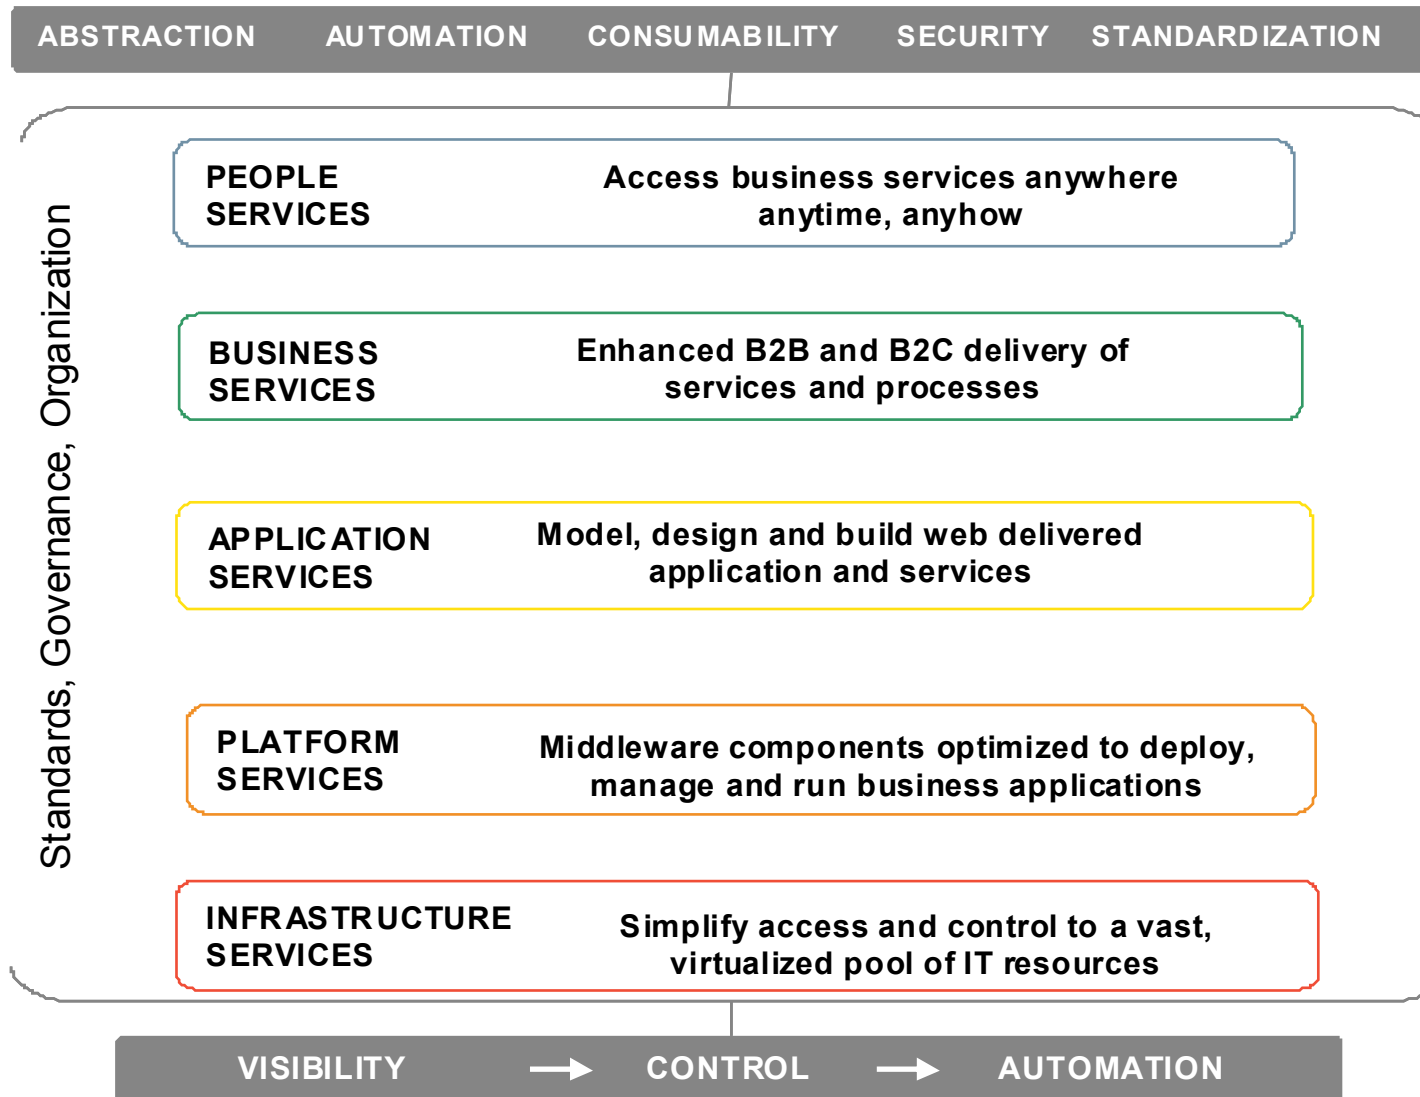 ABSTRACTION AUTOMATION CONSUMABILITY SECURITY STANDARDIZATION
Standards, Governance, Organization
PEOPLE
SERVICES
Access business services anywhere
anytime, anyhow
BUSINESS
SERVICES
Enhanced B2B and B2C delivery of
services and processes
APPLICATION
SERVICES
Model, design and build web delivered
application and services
PLATFORM
SERVICES
Middleware components optimized to deploy,
manage and run business applications
INFRASTRUCTURE
SERVICES
Simplify access and control to a vast,
virtualized pool of IT resources
VISIBILITY → CONTROL → AUTOMATION